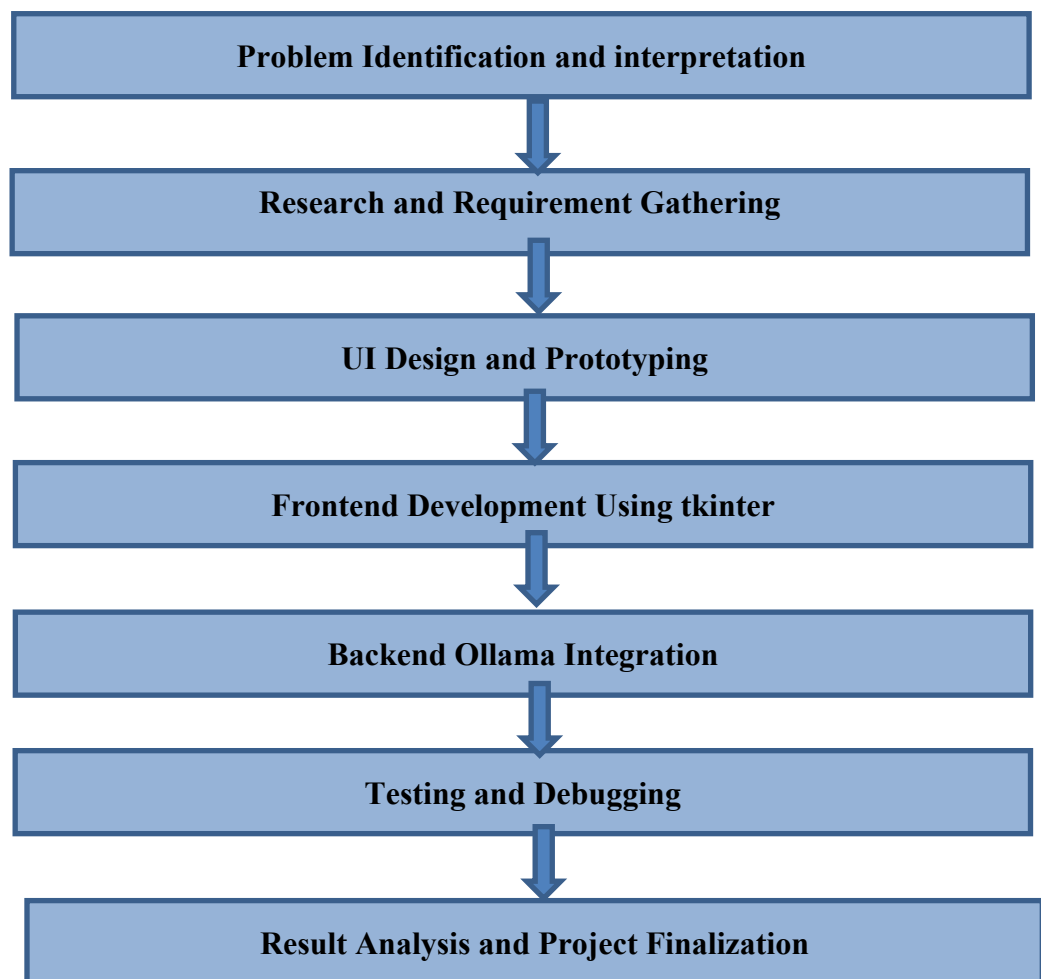 Problem Identification and interpretation
Research and Requirement Gathering
UI Design and Prototyping
Frontend Development Using tkinter
Backend Ollama Integration
Testing and Debugging
Result Analysis and Project Finalization